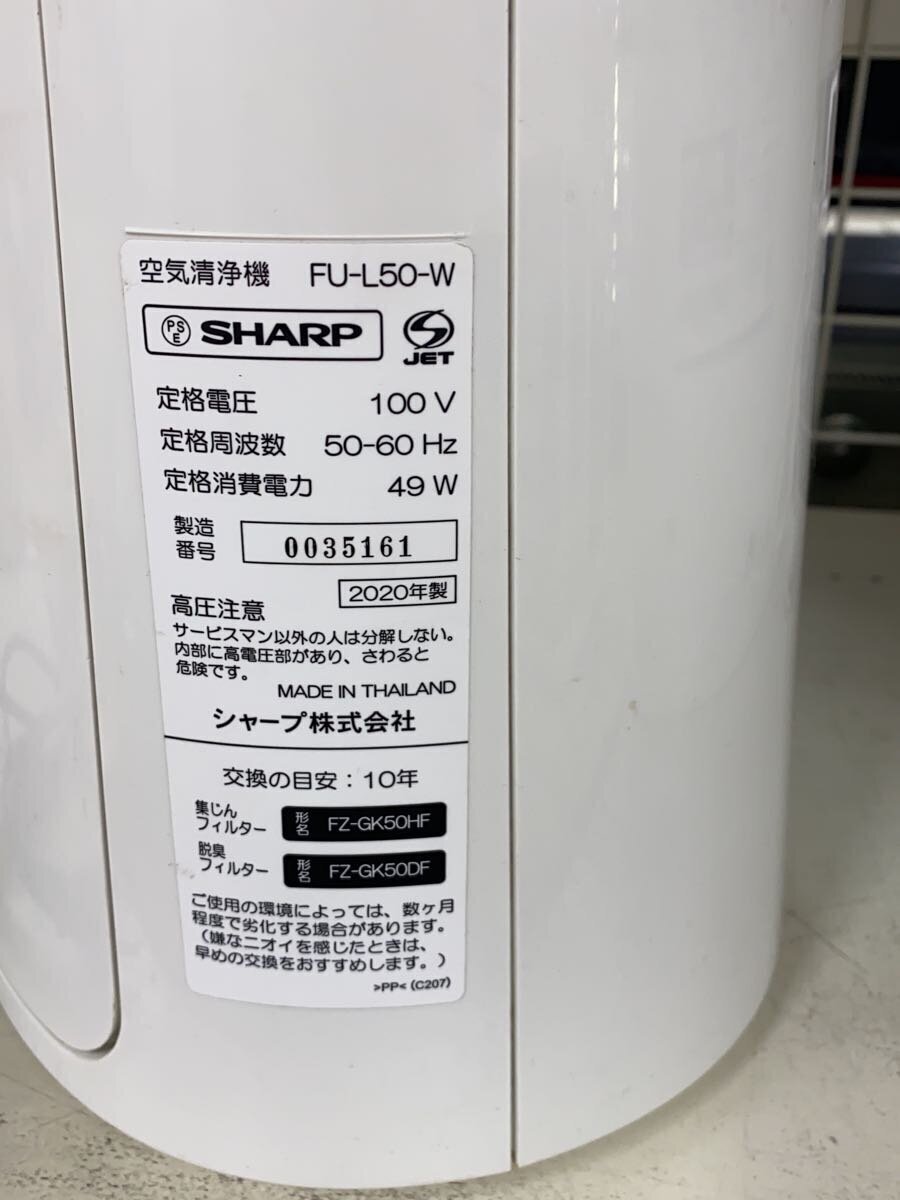 空気清浄機 FU-L50-W
PSE SHARP S JET
定格電圧 100 V
定格周波数 50-60 Hz
定格消費電力 49 W
製造番号 0035161
2020年製
高圧注意
サービスマン以外の人は分解しない。
内部に高電圧部があり、さわると
危険です。
MADE IN THAILAND
シャープ株式会社
交換の目安：10年
集じん
フィルター 形名 FZ-GK50HF
脱臭
フィルター 形名 FZ-GK50DF
ご使用の環境によっては、数ヶ月
程度で劣化する場合があります。
（嫌なニオイを感じたときは、
早めの交換をおすすめします。）
>PP< (C207)